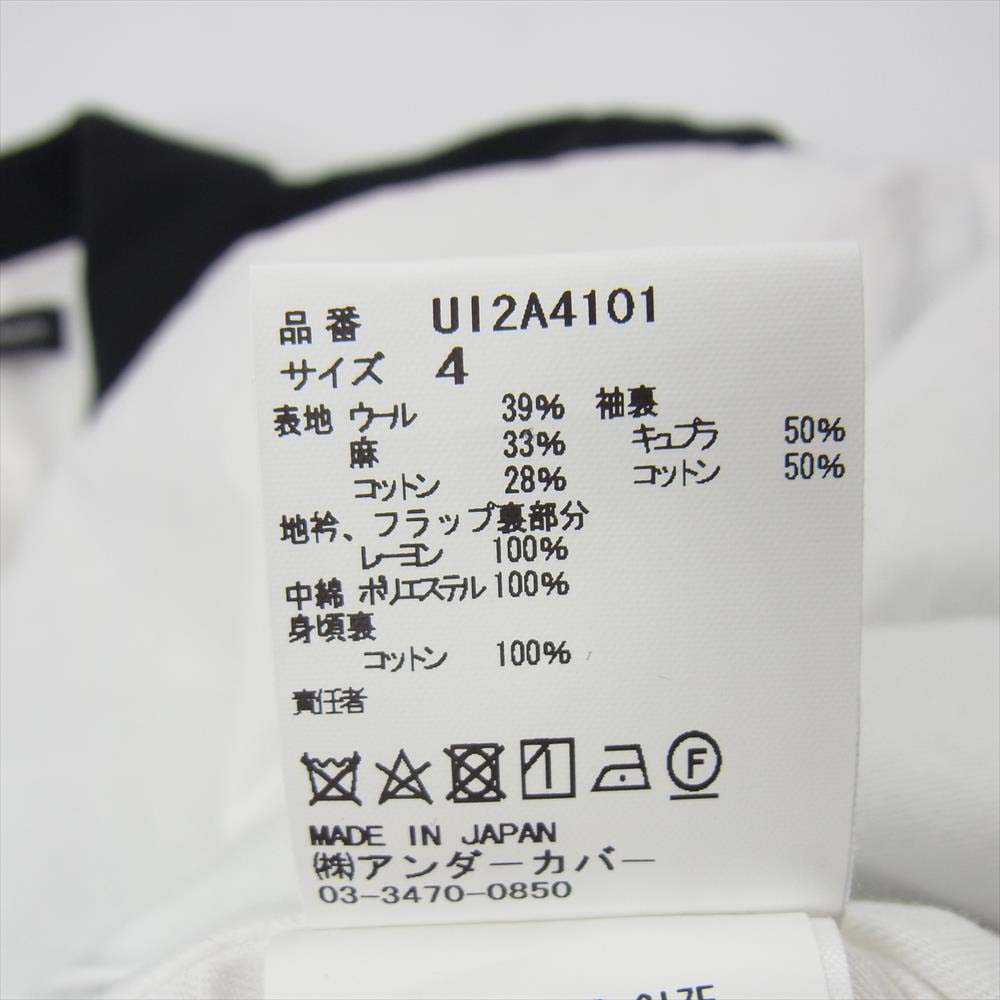 品番 UI2A4101
サイズ 4
表地 ウール 39%
麻 33%
コットン 28%
袖裏
キュプラ 50%
コットン 50%
地衿、フラップ裏部分
レーヨン 100%
中綿 ポリエステル 100%
身頃裏
コットン 100%
責任者
F
MADE IN JAPAN
㈱アンダーカバー
03-3470-0850